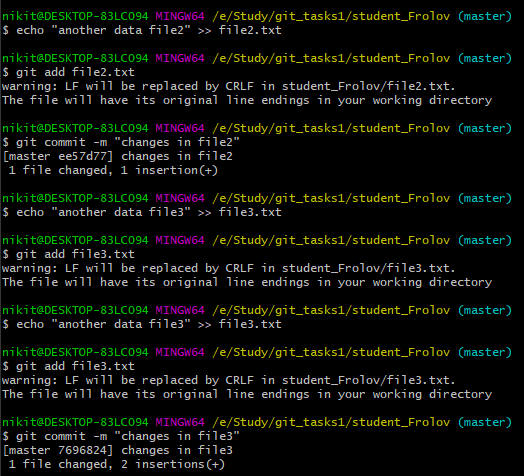 nikit@DESKTOP-83LCO94 MINGW64 /e/Study/git_tasks1/student_Frolov (master)
$ echo "another data file2" >> file2.txt
nikit@DESKTOP-83LCO94 MINGW64 /e/Study/git_tasks1/student_Frolov (master)
$ git add file2.txt
warning: LF will be replaced by CRLF in student_Frolov/file2.txt.
The file will have its original line endings in your working directory
nikit@DESKTOP-83LCO94 MINGW64 /e/Study/git_tasks1/student_Frolov (master)
$ git commit -m "changes in file2"
[master ee57d77] changes in file2
 1 file changed, 1 insertion(+)
nikit@DESKTOP-83LCO94 MINGW64 /e/Study/git_tasks1/student_Frolov (master)
$ echo "another data file3" >> file3.txt
nikit@DESKTOP-83LCO94 MINGW64 /e/Study/git_tasks1/student_Frolov (master)
$ git add file3.txt
warning: LF will be replaced by CRLF in student_Frolov/file3.txt.
The file will have its original line endings in your working directory
nikit@DESKTOP-83LCO94 MINGW64 /e/Study/git_tasks1/student_Frolov (master)
$ echo "another data file3" >> file3.txt
nikit@DESKTOP-83LCO94 MINGW64 /e/Study/git_tasks1/student_Frolov (master)
$ git add file3.txt
warning: LF will be replaced by CRLF in student_Frolov/file3.txt.
The file will have its original line endings in your working directory
nikit@DESKTOP-83LCO94 MINGW64 /e/Study/git_tasks1/student_Frolov (master)
$ git commit -m "changes in file3"
[master 7696824] changes in file3
 1 file changed, 2 insertions(+)